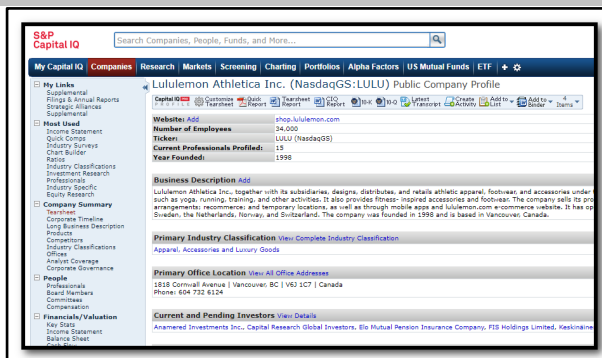 S&P
Capital IQ
Search Companies, People, Funds, and More...
My Capital IQ Companies Research Markets Screening Charting Portfolios Alpha Factors US Mutual Funds ETF
My Links
Supplemental
Filings & Annual Reports
Strategic Alliances
Supplemental
Most Used
Income Statement
Quick Comps
Industry Surveys
Chart Builder
Ratios
Industry Classifications
Investment Research
Professionals
Industry Specific
Equity Research
Company Summary
Tearsheet
Corporate Timeline
Long Business Description
Products
Competitors
Industry Classifications
Offices
Analyst Coverage
Corporate Governance
People
Professionals
Board Members
Committees
Compensation
Financials/Valuation
Key Stats
Income Statement
Balance Sheet
Cash Flow
Lululemon Athletica Inc. (NasdaqGS:LULU) Public Company Profile
Capital IQ PROFILE Customize Tearsheet Quick Report Tearsheet Report CIQ Report 10-K 10-Q Latest Transcript Create Activity Add to List Add to Binder 4 Items
Website: Add shop.lululemon.com
Number of Employees 34,000
Ticker: LULU (NasdaqGS)
Current Professionals Profiled: 15
Year Founded: 1998
Business Description Add
Lululemon Athletica Inc., together with its subsidiaries, designs, distributes, and retails athletic apparel, footwear, and accessories under
such as yoga, running, training, and other activities. It also provides fitness- inspired accessories and footwear. The company sells its pro
arrangements; recommerce; and temporary locations, as well as through mobile apps and lululemon.com e-commerce website. It has op
Sweden, the Netherlands, Norway, and Switzerland. The company was founded in 1998 and is based in Vancouver, Canada.
Primary Industry Classification View Complete Industry Classification
Apparel, Accessories and Luxury Goods
Primary Office Location View All Office Addresses
1818 Cornwall Avenue | Vancouver, BC | V6J 1C7 | Canada
Phone: 604 732 6124
Current and Pending Investors View Details
Anamered Investments Inc., Capital Research Global Investors, Elo Mutual Pension Insurance Company, FIS Holdings Limited, Keskinäine